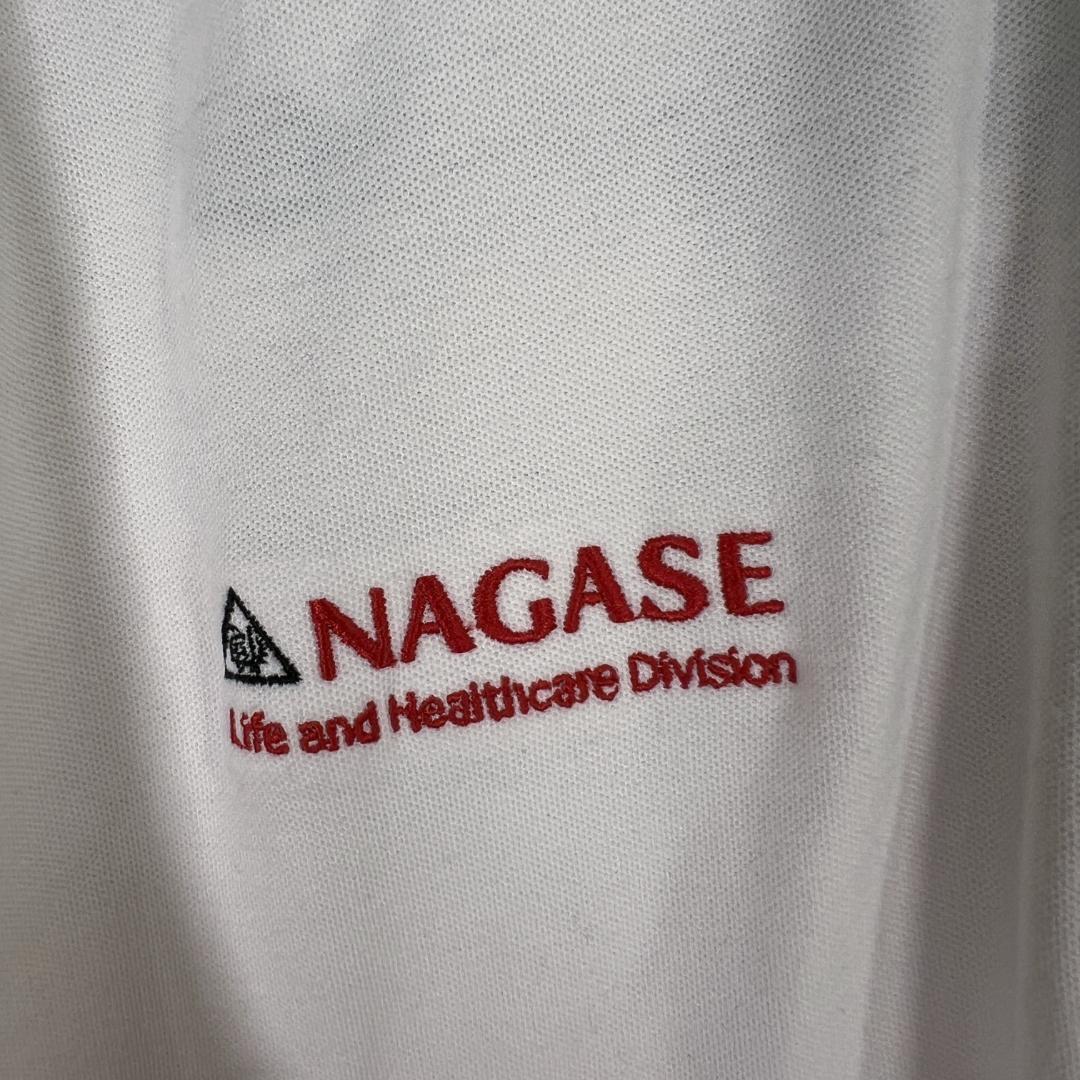 NAGASE
Life and Healthcare Division